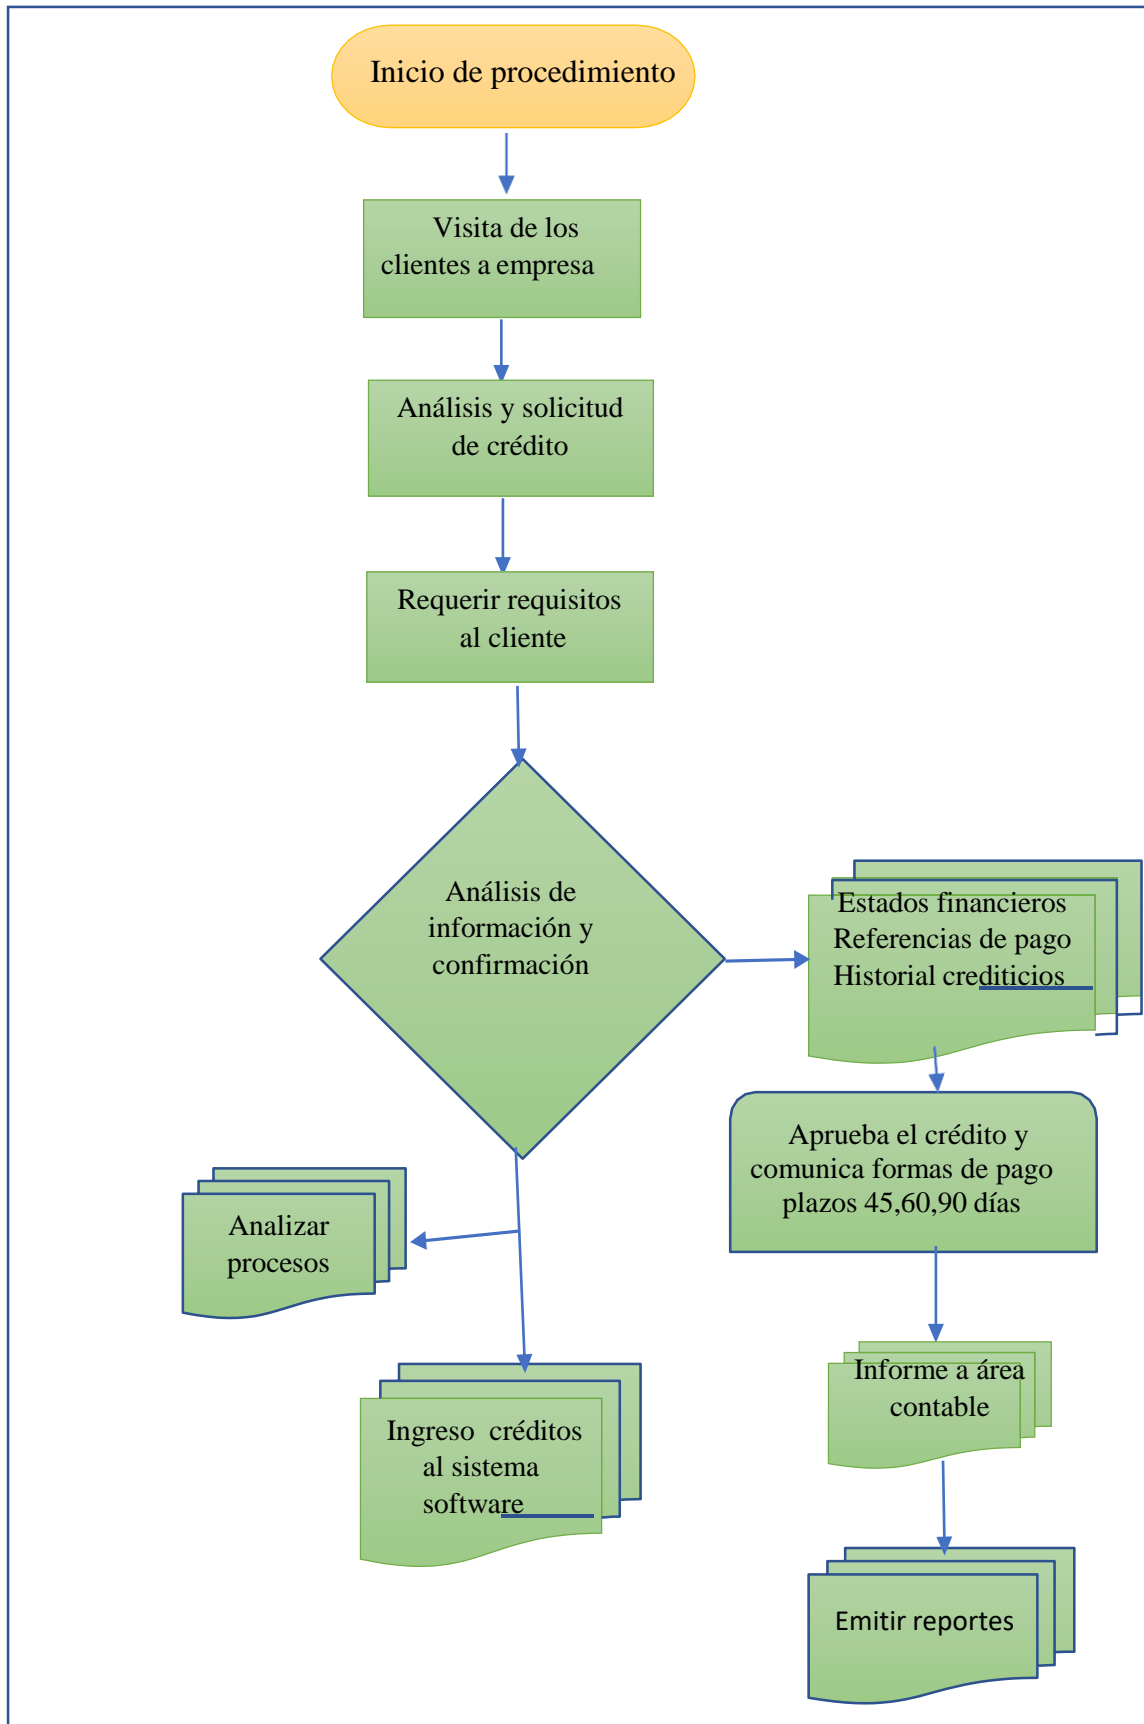 Inicio de procedimiento
Visita de los
clientes a empresa
Análisis y solicitud
de crédito
Requerir requisitos
al cliente
Análisis de
información y
confirmación
Estados financieros
Referencias de pago
Historial crediticios
Aprueba el crédito y
comunica formas de pago
plazos 45,60,90 días
Analizar
procesos
Informe a área
contable
Ingreso créditos
al sistema
software
Emitir reportes